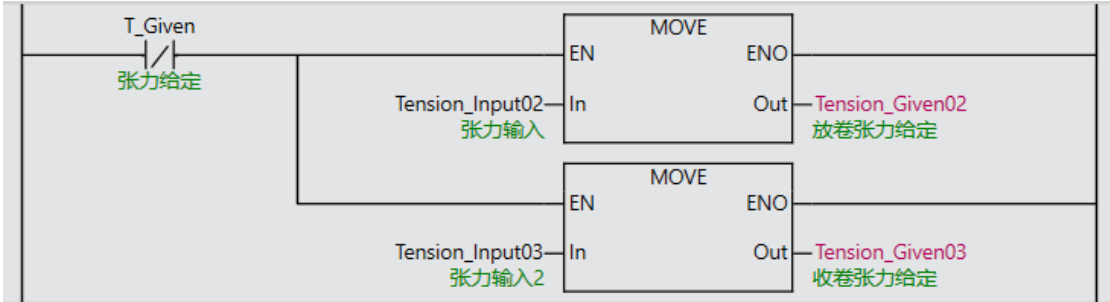 T_Given
张力给定
MOVE
EN
ENO
Tension_Input02
In
Out
Tension_Given02
张力输入
放卷张力给定
MOVE
EN
ENO
Tension_Input03
In
Out
Tension_Given03
张力输入2
收卷张力给定